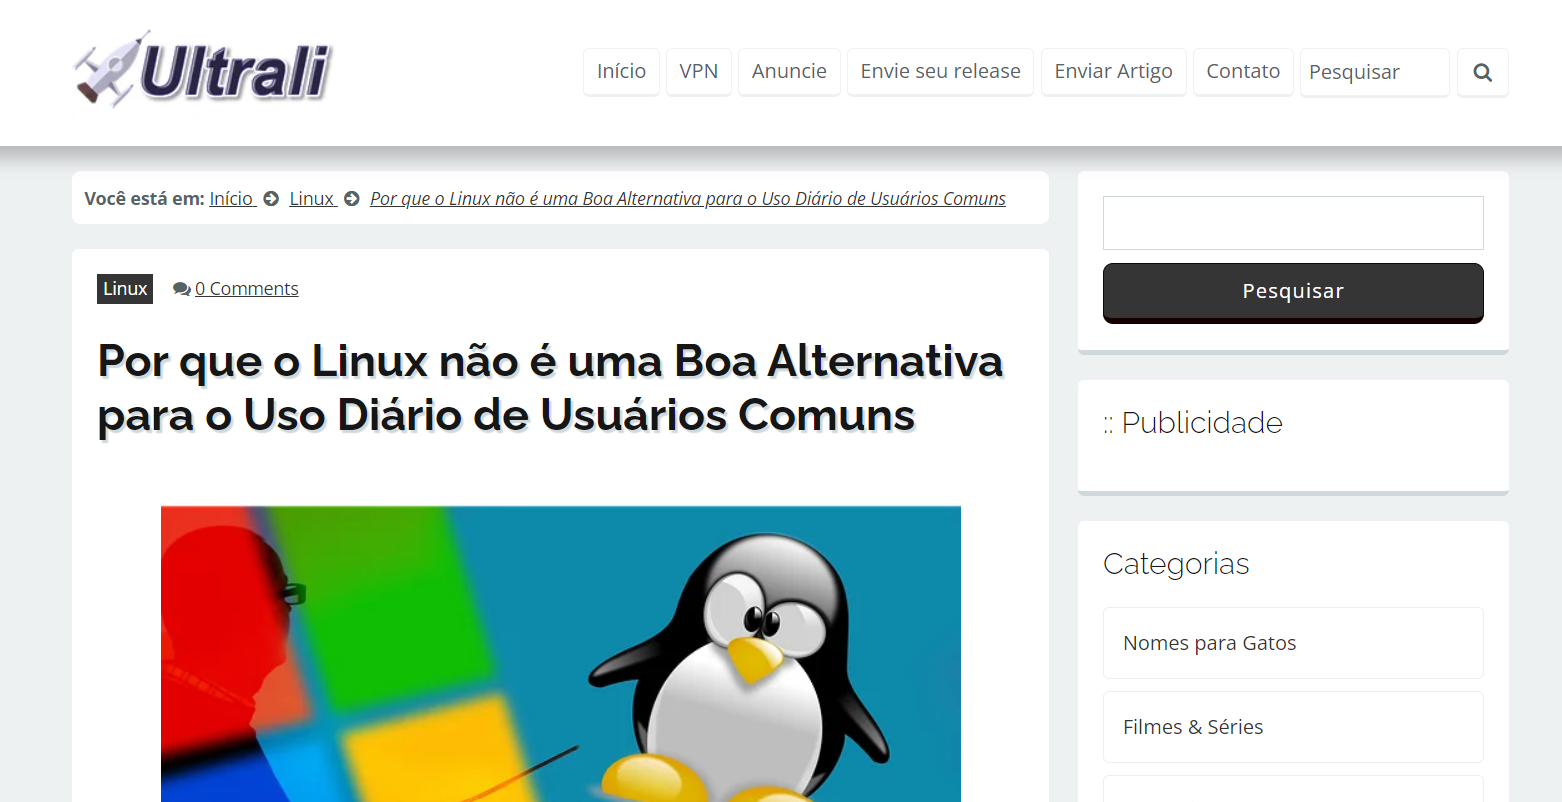 Ultrali
Início
VPN
Anuncie
Envie seu release
Enviar Artigo
Contato
Pesquisar
Você está em: Início Linux Por que o Linux não é uma Boa Alternativa para o Uso Diário de Usuários Comuns
Linux
0 Comments
Por que o Linux não é uma Boa Alternativa
para o Uso Diário de Usuários Comuns
Pesquisar
:: Publicidade
Categorias
Nomes para Gatos
Filmes & Séries